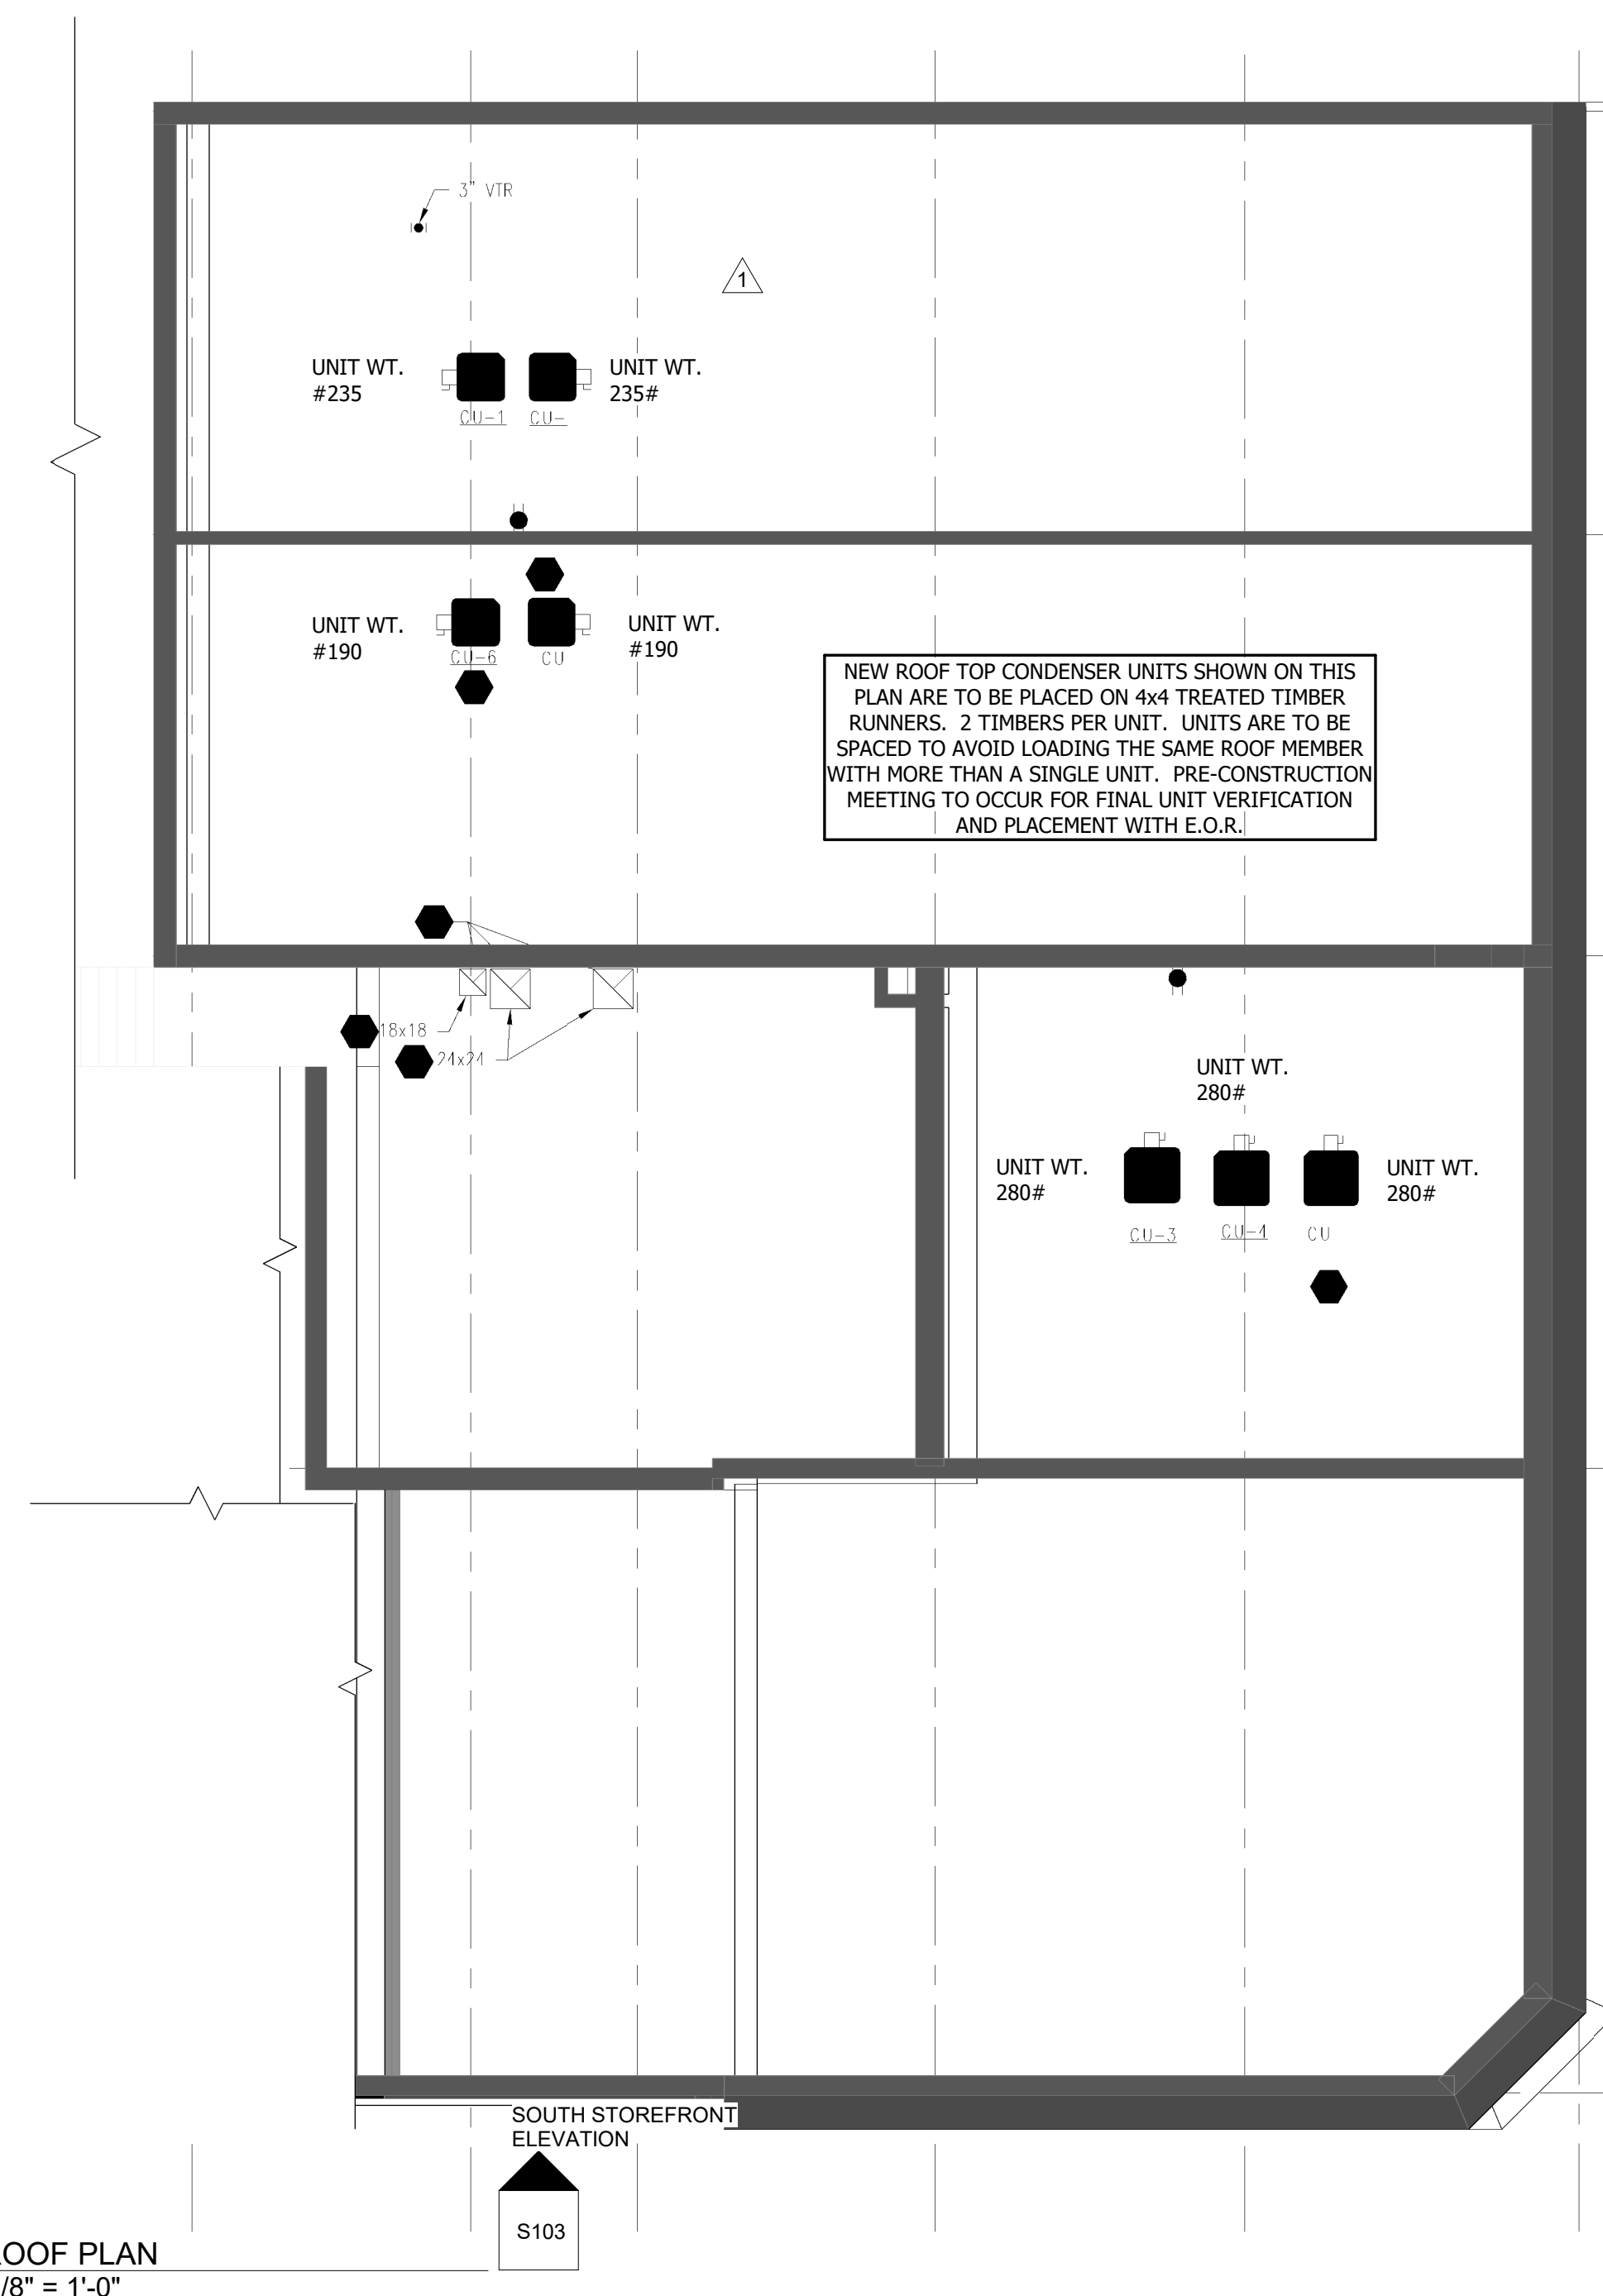 3" VTR
1
UNIT WT.
#235
UNIT WT.
235#
CU-1
CU-
UNIT WT.
#190
UNIT WT.
#190
CU-6
CU
NEW ROOF TOP CONDENSER UNITS SHOWN ON THIS
PLAN ARE TO BE PLACED ON 4x4 TREATED TIMBER
RUNNERS. 2 TIMBERS PER UNIT. UNITS ARE TO BE
SPACED TO AVOID LOADING THE SAME ROOF MEMBER
WITH MORE THAN A SINGLE UNIT. PRE-CONSTRUCTION
MEETING TO OCCUR FOR FINAL UNIT VERIFICATION
AND PLACEMENT WITH E.O.R.
18x18
24x24
UNIT WT.
280#
UNIT WT.
280#
UNIT WT.
280#
CU-3
CU-4
CU
SOUTH STOREFRONT
ELEVATION
S103
OOF PLAN
/8" = 1'-0"